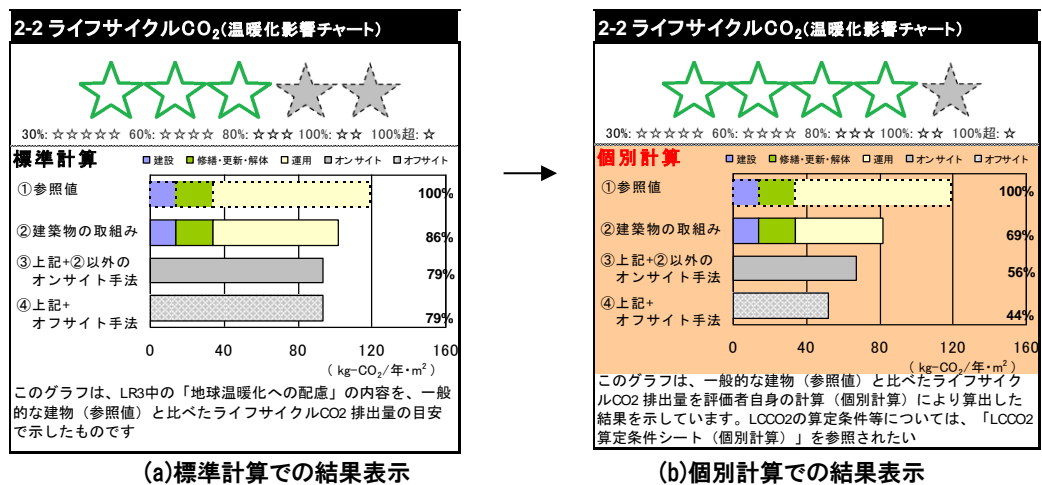 2-2 ライフサイクルCO₂(温暖化影響チャート)
30%: ☆☆☆☆☆ 60%: ☆☆☆☆ 80%: ☆☆☆ 100%: ☆☆ 100%超: ☆
標準計算
建設 修繕・更新・解体 運用 オンサイト オフサイト
①参照値
100%
②建築物の取組み
86%
③上記+②以外の
オンサイト手法
79%
④上記+
オフサイト手法
79%
0 40 80 120 160
( kg-CO₂/年・m² )
このグラフは、LR3中の「地球温暖化への配慮」の内容を、一般
的な建物(参照値)と比べたライフサイクルCO2 排出量の目安
で示したものです
(a)標準計算での結果表示
2-2 ライフサイクルCO₂(温暖化影響チャート)
30%: ☆☆☆☆☆ 60%: ☆☆☆☆ 80%: ☆☆☆ 100%: ☆☆ 100%超: ☆
個別計算
建設 修繕・更新・解体 運用 オンサイト オフサイト
①参照値
100%
②建築物の取組み
69%
③上記+②以外の
オンサイト手法
56%
④上記+
オフサイト手法
44%
0 40 80 120 160
( kg-CO₂/年・m² )
このグラフは、一般的な建物(参照値)と比べたライフサイク
ルCO2 排出量を評価者自身の計算(個別計算)により算出した
結果を示しています。LCCO2の算定条件等については、「LCCO2
算定条件シート(個別計算)」を参照されたい
(b)個別計算での結果表示